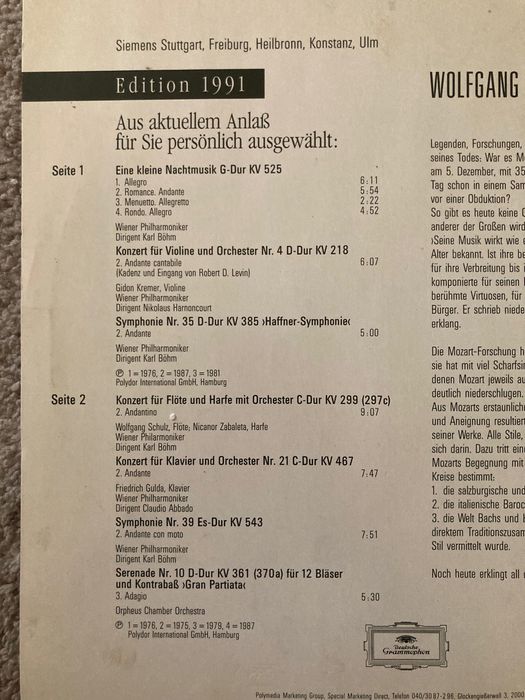 Siemens Stuttgart, Freiburg, Heilbronn, Konstanz, Ulm
Edition 1991
Aus aktuellem Anlaß
für Sie persönlich ausgewählt:
Seite 1
Eine kleine Nachtmusik G-Dur KV 525
1. Allegro 6:11
2. Romance. Andante 5:54
3. Menuetto. Allegretto 2:22
4. Rondo. Allegro 4:52
Wiener Philharmoniker
Dirigent Karl Böhm
Konzert für Violine und Orchester Nr. 4 D-Dur KV 218
2. Andante cantabile 6:07
(Kadenz und Eingang von Robert D. Levin)
Gidon Kremer, Violine
Wiener Philharmoniker
Dirigent Nikolaus Harnoncourt
Symphonie Nr. 35 D-Dur KV 385 ›Haffner-Symphonie‹
2. Andante 5:00
Wiener Philharmoniker
Dirigent Karl Böhm
℗ 1 = 1976, 2 = 1987, 3 = 1981
Polydor International GmbH, Hamburg
Seite 2
Konzert für Flöte und Harfe mit Orchester C-Dur KV 299 (297c)
2. Andantino 9:07
Wolfgang Schulz, Flöte; Nicanor Zabaleta, Harfe
Wiener Philarmoniker
Dirigent Karl Böhm
Konzert für Klavier und Orchester Nr. 21 C-Dur KV 467
2. Andante 7:47
Friedrich Gulda, Klavier
Wiener Philharmoniker
Dirigent Claudio Abbado
Symphonie Nr. 39 Es-Dur KV 543
2. Andante con moto 7:51
Wiener Philharmoniker
Dirigent Karl Böhm
Serenade Nr. 10 D-Dur KV 361 (370a) für 12 Bläser
und Kontrabaß ›Gran Partiata‹
3. Adagio 5:30
Orpheus Chamber Orchestra
℗ 1 = 1976, 2 = 1975, 3 = 1979, 4 = 1987
Polydor International GmbH, Hamburg
Deutsche
Grammophon
WOLFGANG
Legenden, Forschungen,
seines Todes: War es M
am 5. Dezember, mit 35
Tag schon in einem Sam
vor einer Obduktion?
So gibt es heute keine
anderer der Großen wird
›Seine Musik wirkt wie
Alter bekannt. Ist ihre be
für ihre Verbreitung bis i
komponierte für seinen
berühmte Virtuosen, für
Bürger. Er schrieb niede
erklang.
Die Mozart-Forschung h
sie hat mit viel Scharfsin
denen Mozart jeweils au
deutlich niederschlugen.
Aus Mozarts erstaunliche
und Aneignung resultiert
seiner Werke. Alle Stile,
sich darin. Dazu tritt ein
Mozarts Begegnung mit
Kreise bestimmt:
1. die salzburgische und
2. die italienische Baroc
3. die Welt Bachs und H
direktem Traditionszusam
Stil vermittelt wurde.
Noch heute erklingt all d
Polymedia Marketing Group, Special Marketing Direct, Telefon 040/30 87-2 98, Glockengießerwall 3, 2000